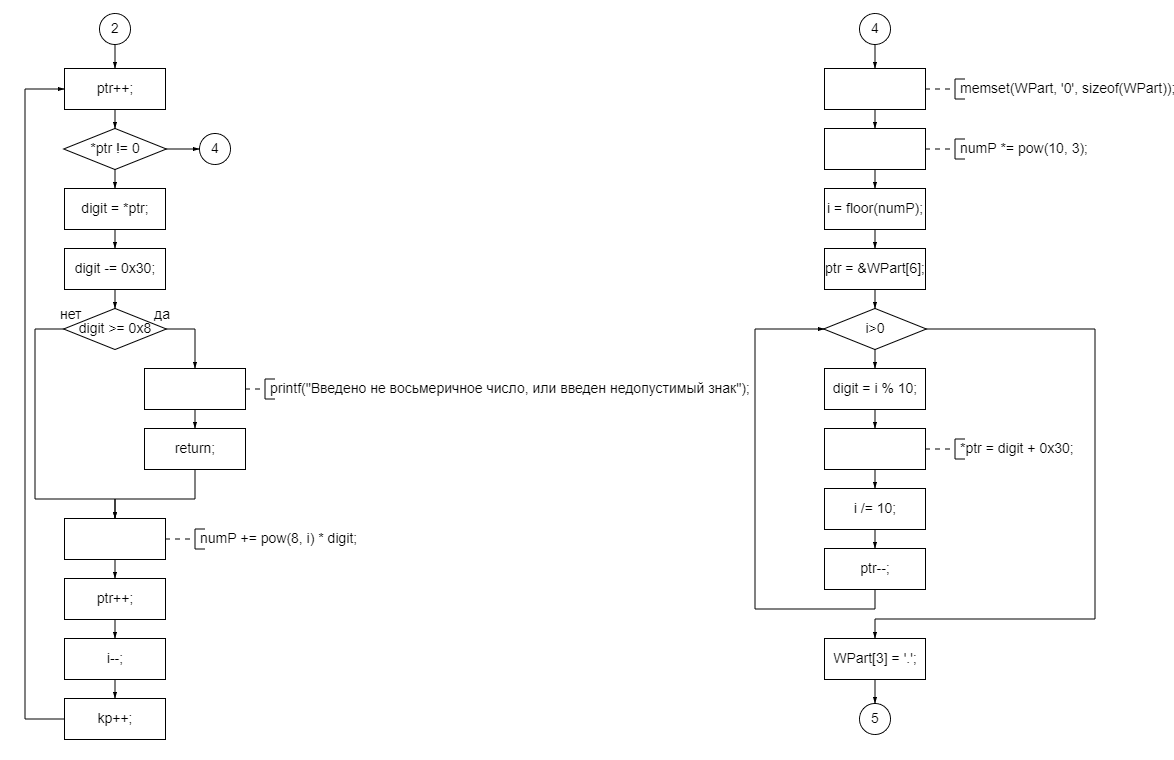 2
ptr++;
*ptr != 0
4
digit = *ptr;
digit -= 0x30;
нет
да
digit >= 0x8
printf("Введено не восьмеричное число, или введен недопустимый знак");
return;
numP += pow(8, i) * digit;
ptr++;
i--;
kp++;
4
memset(WPart, '0', sizeof(WPart));
numP *= pow(10, 3);
i = floor(numP);
ptr = &WPart[6];
i>0
digit = i % 10;
*ptr = digit + 0x30;
i /= 10;
ptr--;
WPart[3] = '.';
5